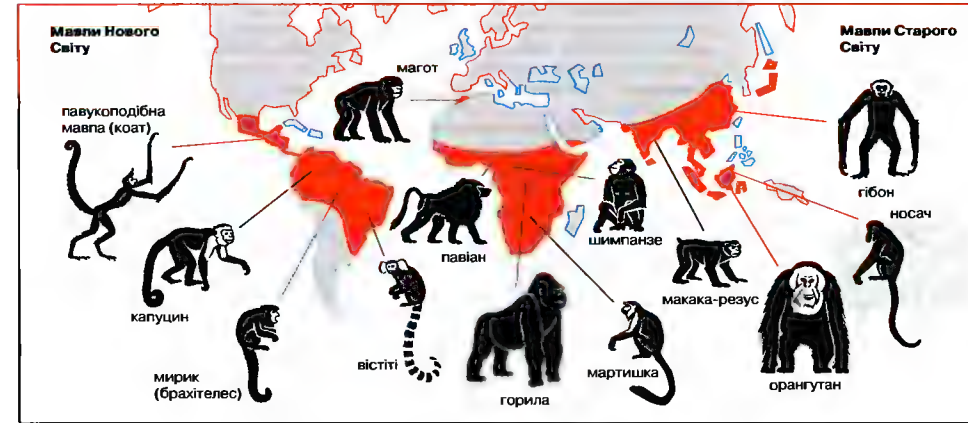 Мавпи Нового
Світу
Мавпи Старого
Світу
магот
павукоподібна
мавпа (коат)
гібон
носач
шимпанзе
павіан
макака-резус
капуцин
вістіті
мартишка
орангутан
мирик
(брахітелес)
горила